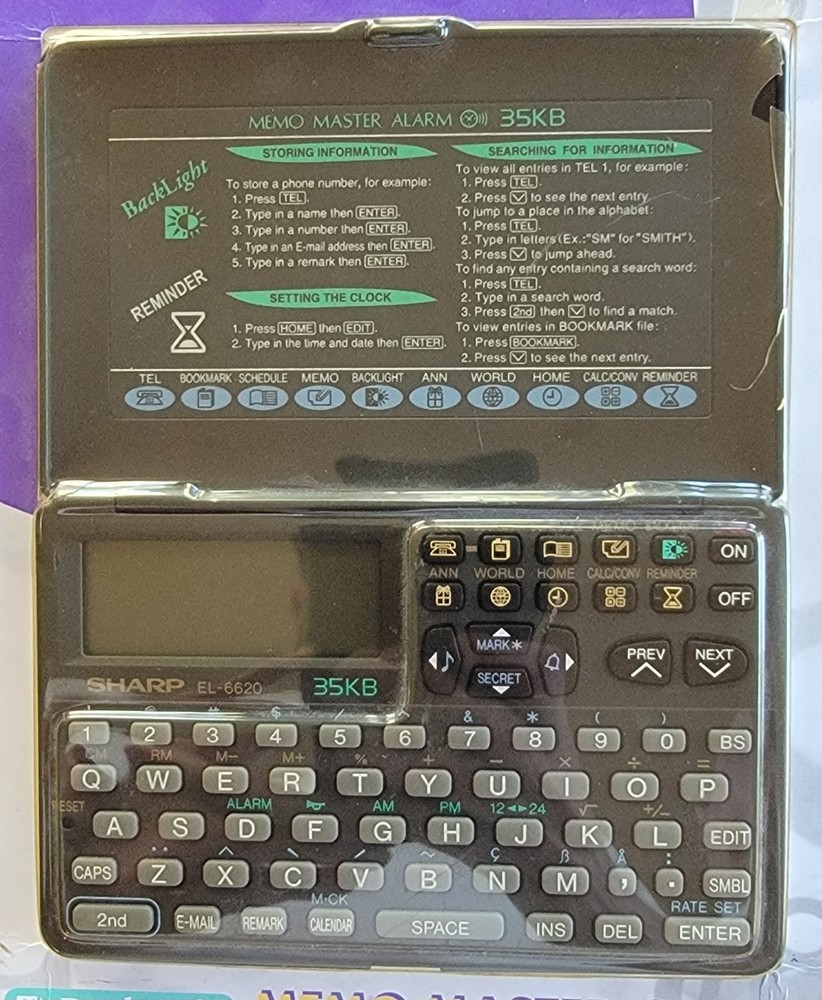 MEMO MASTER ALARM 35KB
BackLight
REMINDER
STORING INFORMATION
To store a phone number, for example:
1. Press TEL.
2. Type in a name then ENTER.
3. Type in a number then ENTER.
4. Type in an E-mail address then ENTER.
5. Type in a remark then ENTER.
SETTING THE CLOCK
1. Press HOME then EDIT.
2. Type in the time and date then ENTER.
SEARCHING FOR INFORMATION
To view all entries in TEL 1, for example:
1. Press TEL.
2. Press to see the next entry
To jump to a place in the alphabet:
1. Press TEL.
2. Type in letters (Ex.:"SM" for "SMITH").
3. Press to jump ahead.
To find any entry containing a search word:
1. Press TEL.
2. Type in a search word.
3. Press 2nd then to find a match.
To view entries in BOOKMARK file:
1. Press BOOKMARK.
2. Press to see the next entry.
TEL BOOKMARK SCHEDULE MEMO BACKLIGHT ANN WORLD HOME CALC/CONV REMINDER
ON
ANN WORLD HOME CALC/CONV REMINDER
OFF
MARK*
PREV NEXT
SECRET
SHARP EL-6620 35KB
$ / & * ( )
1 2 3 4 5 6 7 8 9 0 BS
CM RM M- M+ % + - × ÷ =
Q W E R T Y U I O P
ALARM AM PM 12◄►24 √ +/-
A S D F G H J K L EDIT
¨ ^ ` ´ ~ ç ß Å :
CAPS Z X C V B N M , . SMBL
M·CK RATE SET
2nd E-MAIL REMARK CALENDAR SPACE INS DEL ENTER